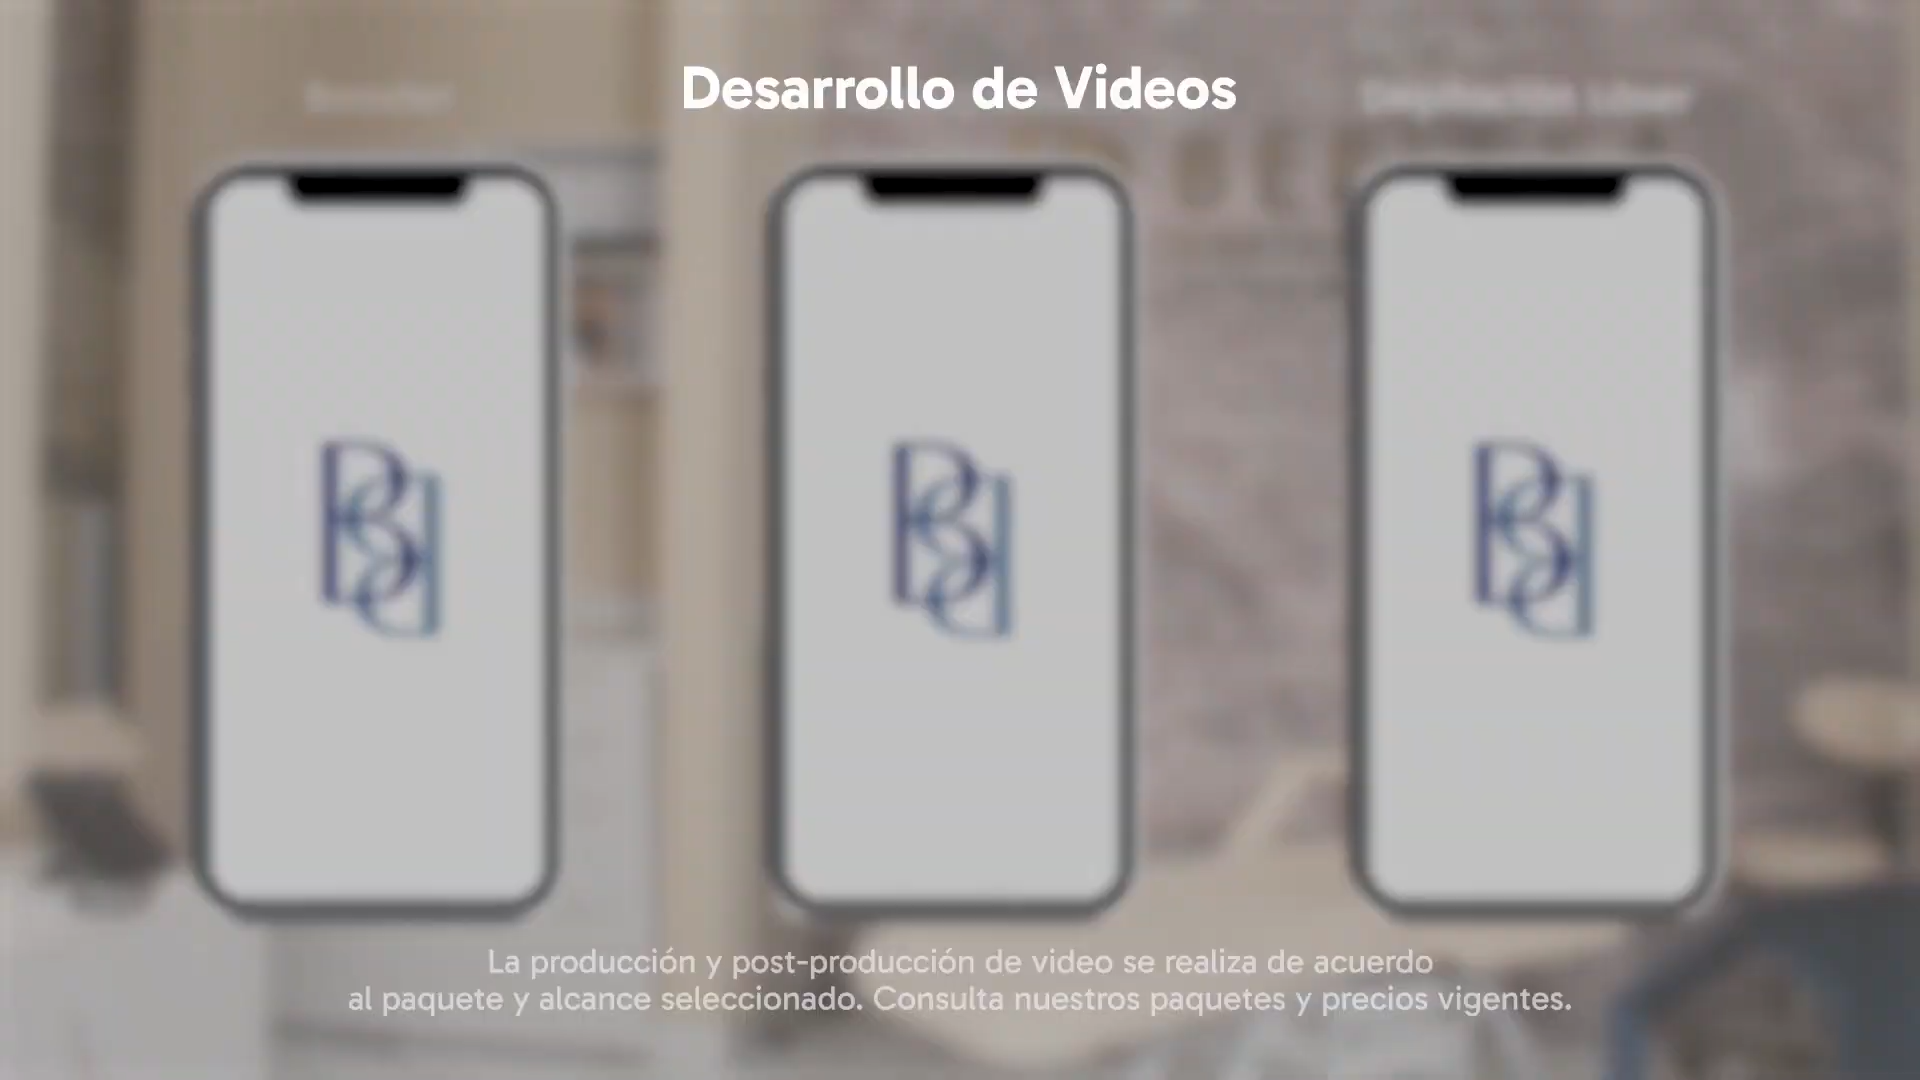 Desarrollo de Videos
La producción y post-producción de video se realiza de acuerdo
al paquete y alcance seleccionado. Consulta nuestros paquetes y precios vigentes.